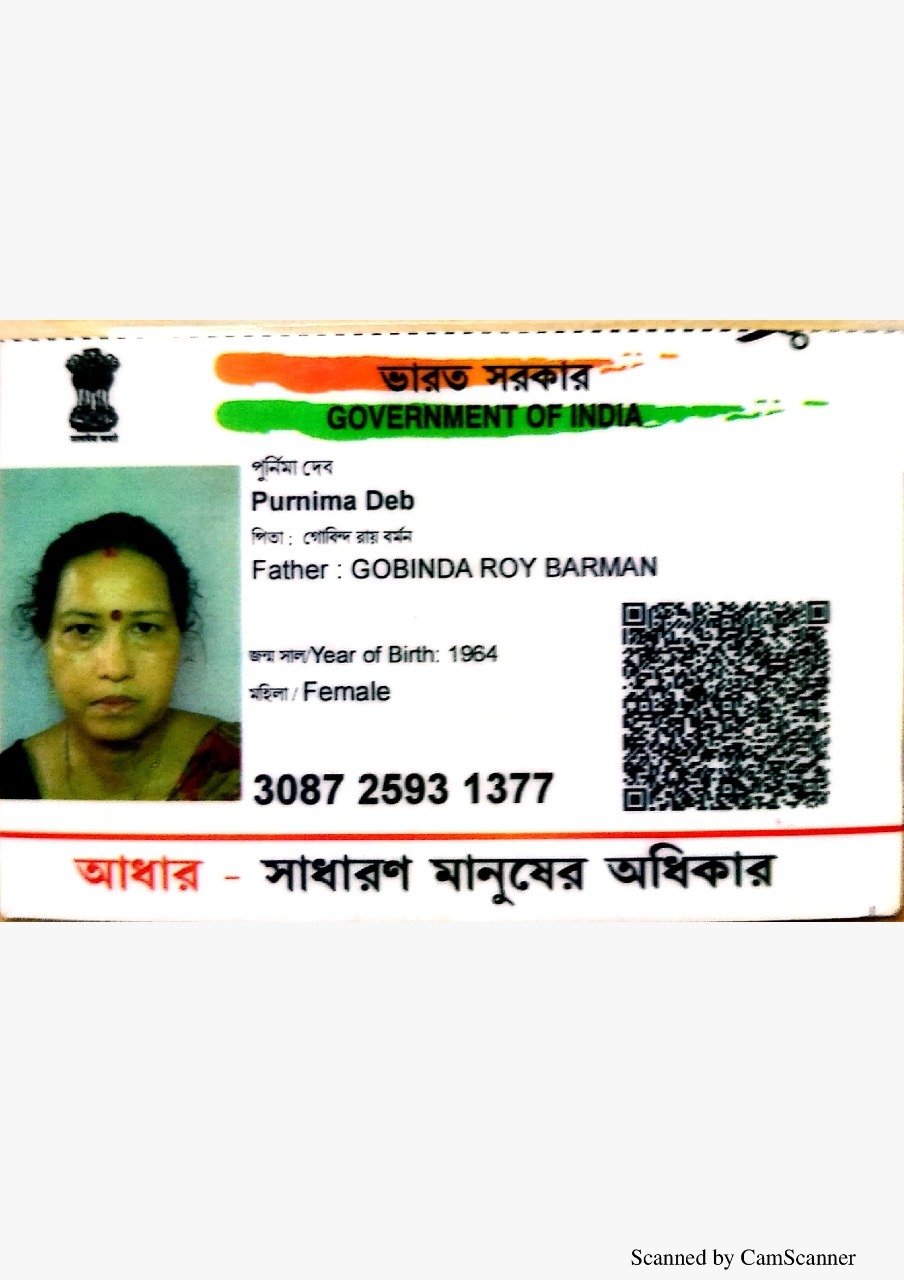 ভারত সরকার
GOVERNMENT OF INDIA
পুর্নিমা দেব
Purnima Deb
পিতা : গোবিন্দ রায় বর্মন
Father : GOBINDA ROY BARMAN
জন্ম সাল/Year of Birth: 1964
মহিলা / Female
3087 2593 1377
আধার - সাধারণ মানুষের অধিকার
Scanned by CamScanner